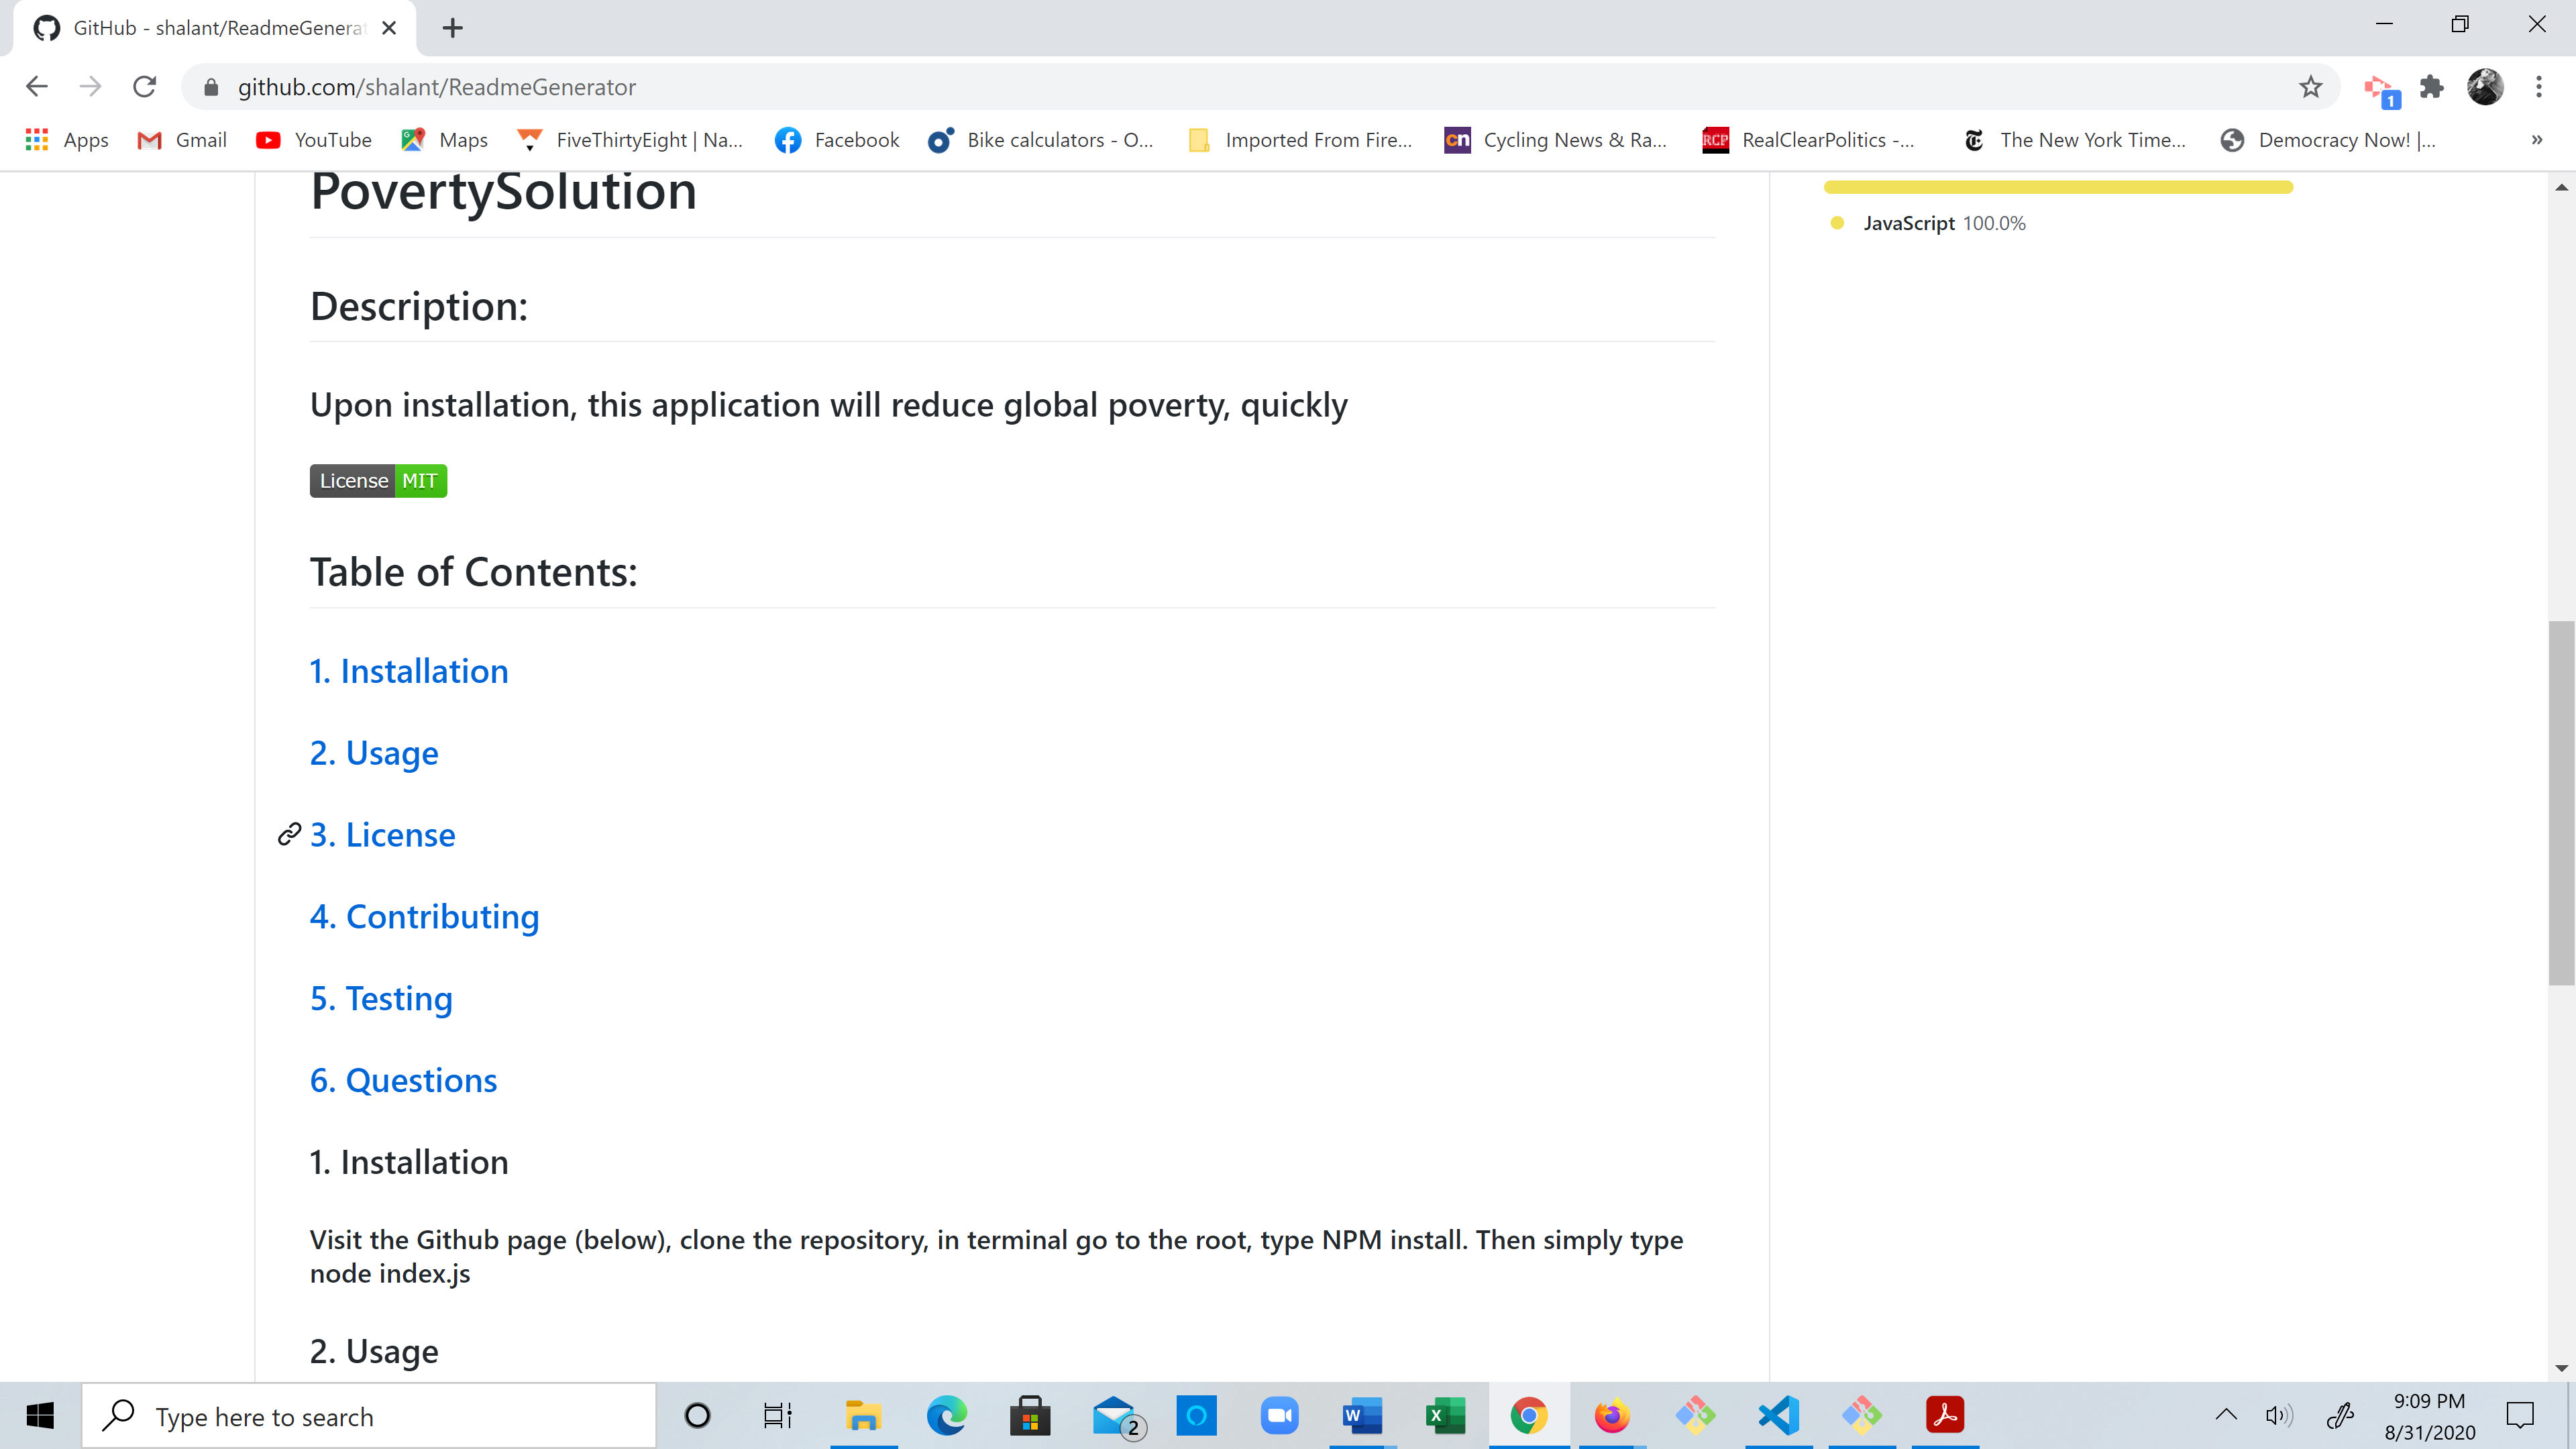 GitHub - shalant/ReadmeGenerat
github.com/shalant/ReadmeGenerator
1
Apps
Gmail
YouTube
Maps
FiveThirtyEight | Na...
Facebook
Bike calculators - O...
Imported From Fire...
cn
Cycling News & Ra...
RCP
RealClearPolitics -...
The New York Time...
Democracy Now! |...
»
PovertySolution
JavaScript 100.0%
Description:
Upon installation, this application will reduce global poverty, quickly
License MIT
Table of Contents:
1. Installation
2. Usage
3. License
4. Contributing
5. Testing
6. Questions
1. Installation
Visit the Github page (below), clone the repository, in terminal go to the root, type NPM install. Then simply type
node index.js
2. Usage
Type here to search
2
W
X
9:09 PM
8/31/2020